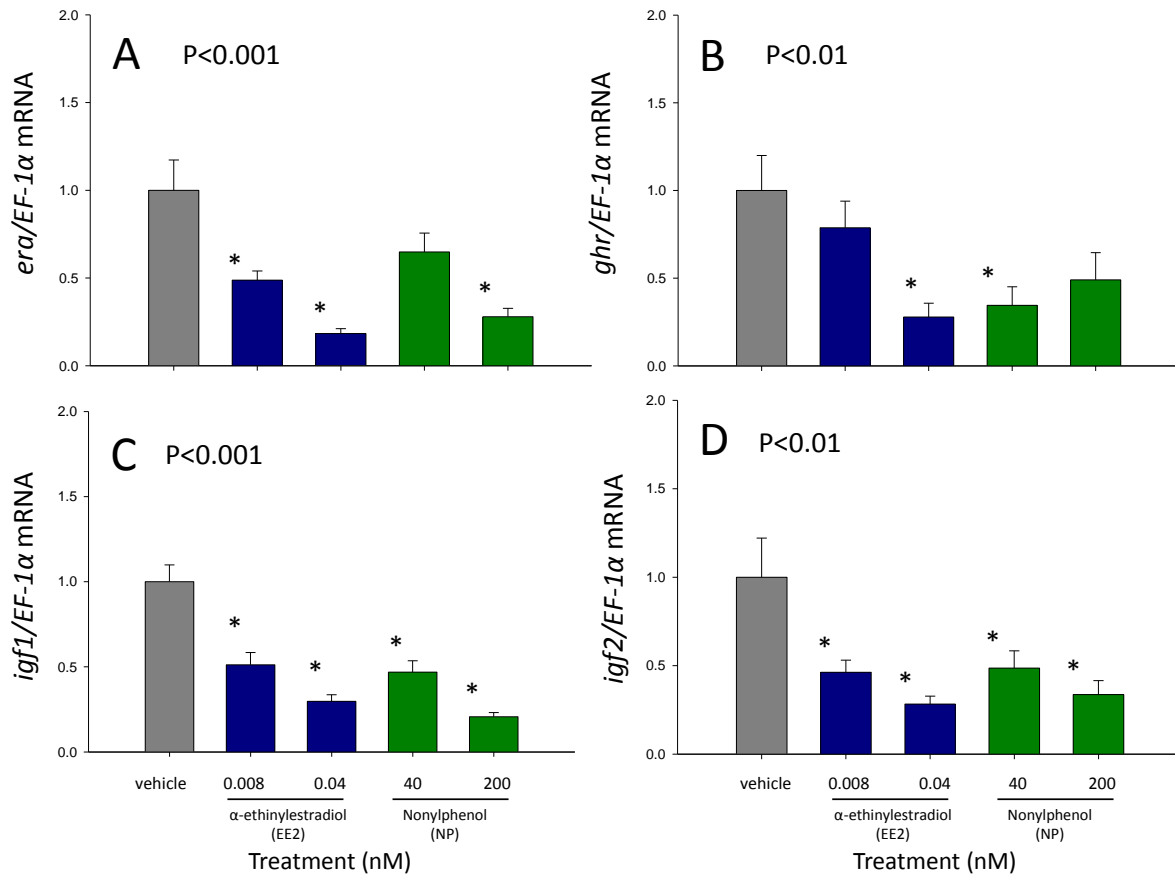 A P<0.001
era/EF-1α mRNA
2.0
1.5
1.0
0.5
0.0
B P<0.01
ghr/EF-1α mRNA
2.0
1.5
1.0
0.5
0.0
*
*
*
*
*
C P<0.001
igf1/EF-1α mRNA
2.0
1.5
1.0
0.5
0.0
*
*
*
*
vehicle 0.008 0.04 40 200
α-ethinylestradiol Nonylphenol
(EE2) (NP)
Treatment (nM)
D P<0.01
igf2/EF-1α mRNA
2.0
1.5
1.0
0.5
0.0
*
*
*
*
vehicle 0.008 0.04 40 200
α-ethinylestradiol Nonylphenol
(EE2) (NP)
Treatment (nM)